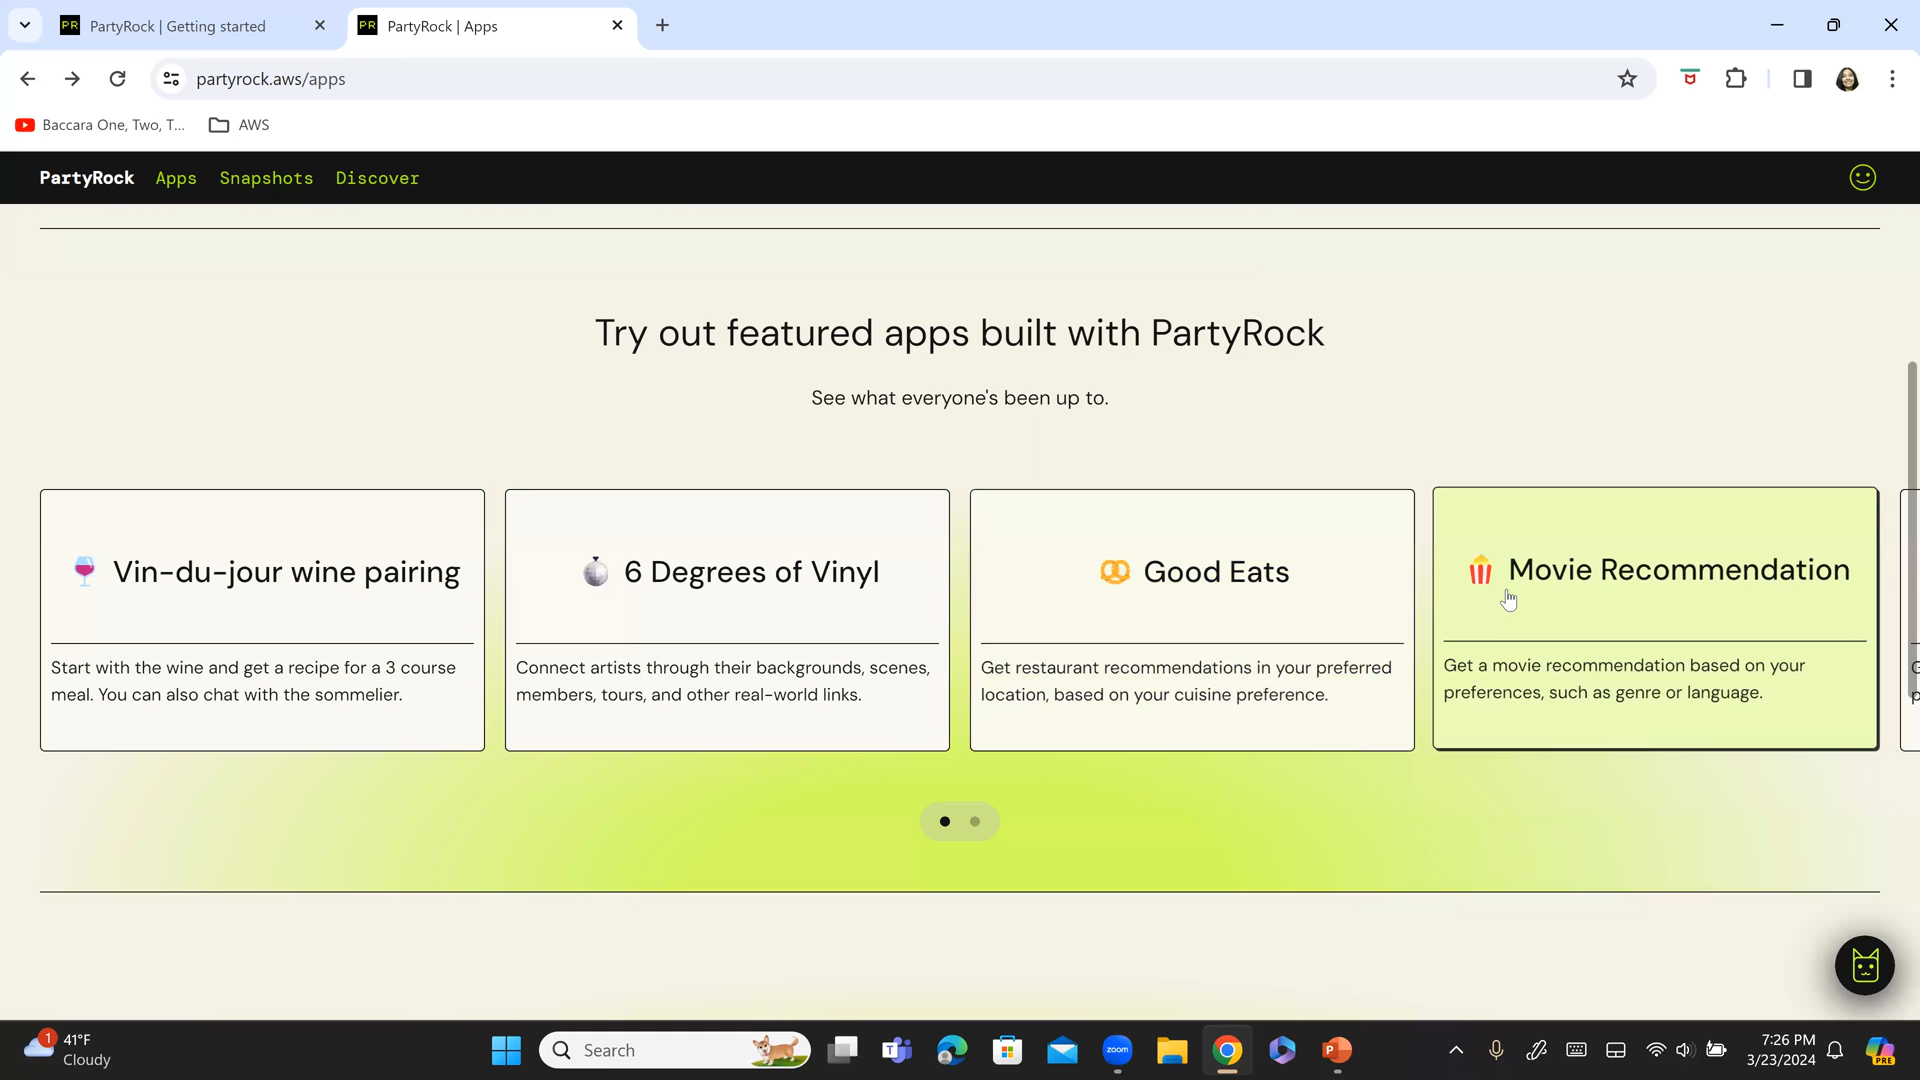 PR PartyRock | Getting started
PR PartyRock | Apps
partyrock.aws/apps
Baccara One, Two, T...
AWS
PartyRock Apps Snapshots Discover
Try out featured apps built with PartyRock
See what everyone's been up to.
Vin-du-jour wine pairing
Start with the wine and get a recipe for a 3 course
meal. You can also chat with the sommelier.
6 Degrees of Vinyl
Connect artists through their backgrounds, scenes,
members, tours, and other real-world links.
Good Eats
Get restaurant recommendations in your preferred
location, based on your cuisine preference.
Movie Recommendation
Get a movie recommendation based on your
preferences, such as genre or language.
1
41°F
Cloudy
Search
zoom
7:26 PM
3/23/2024
PRE